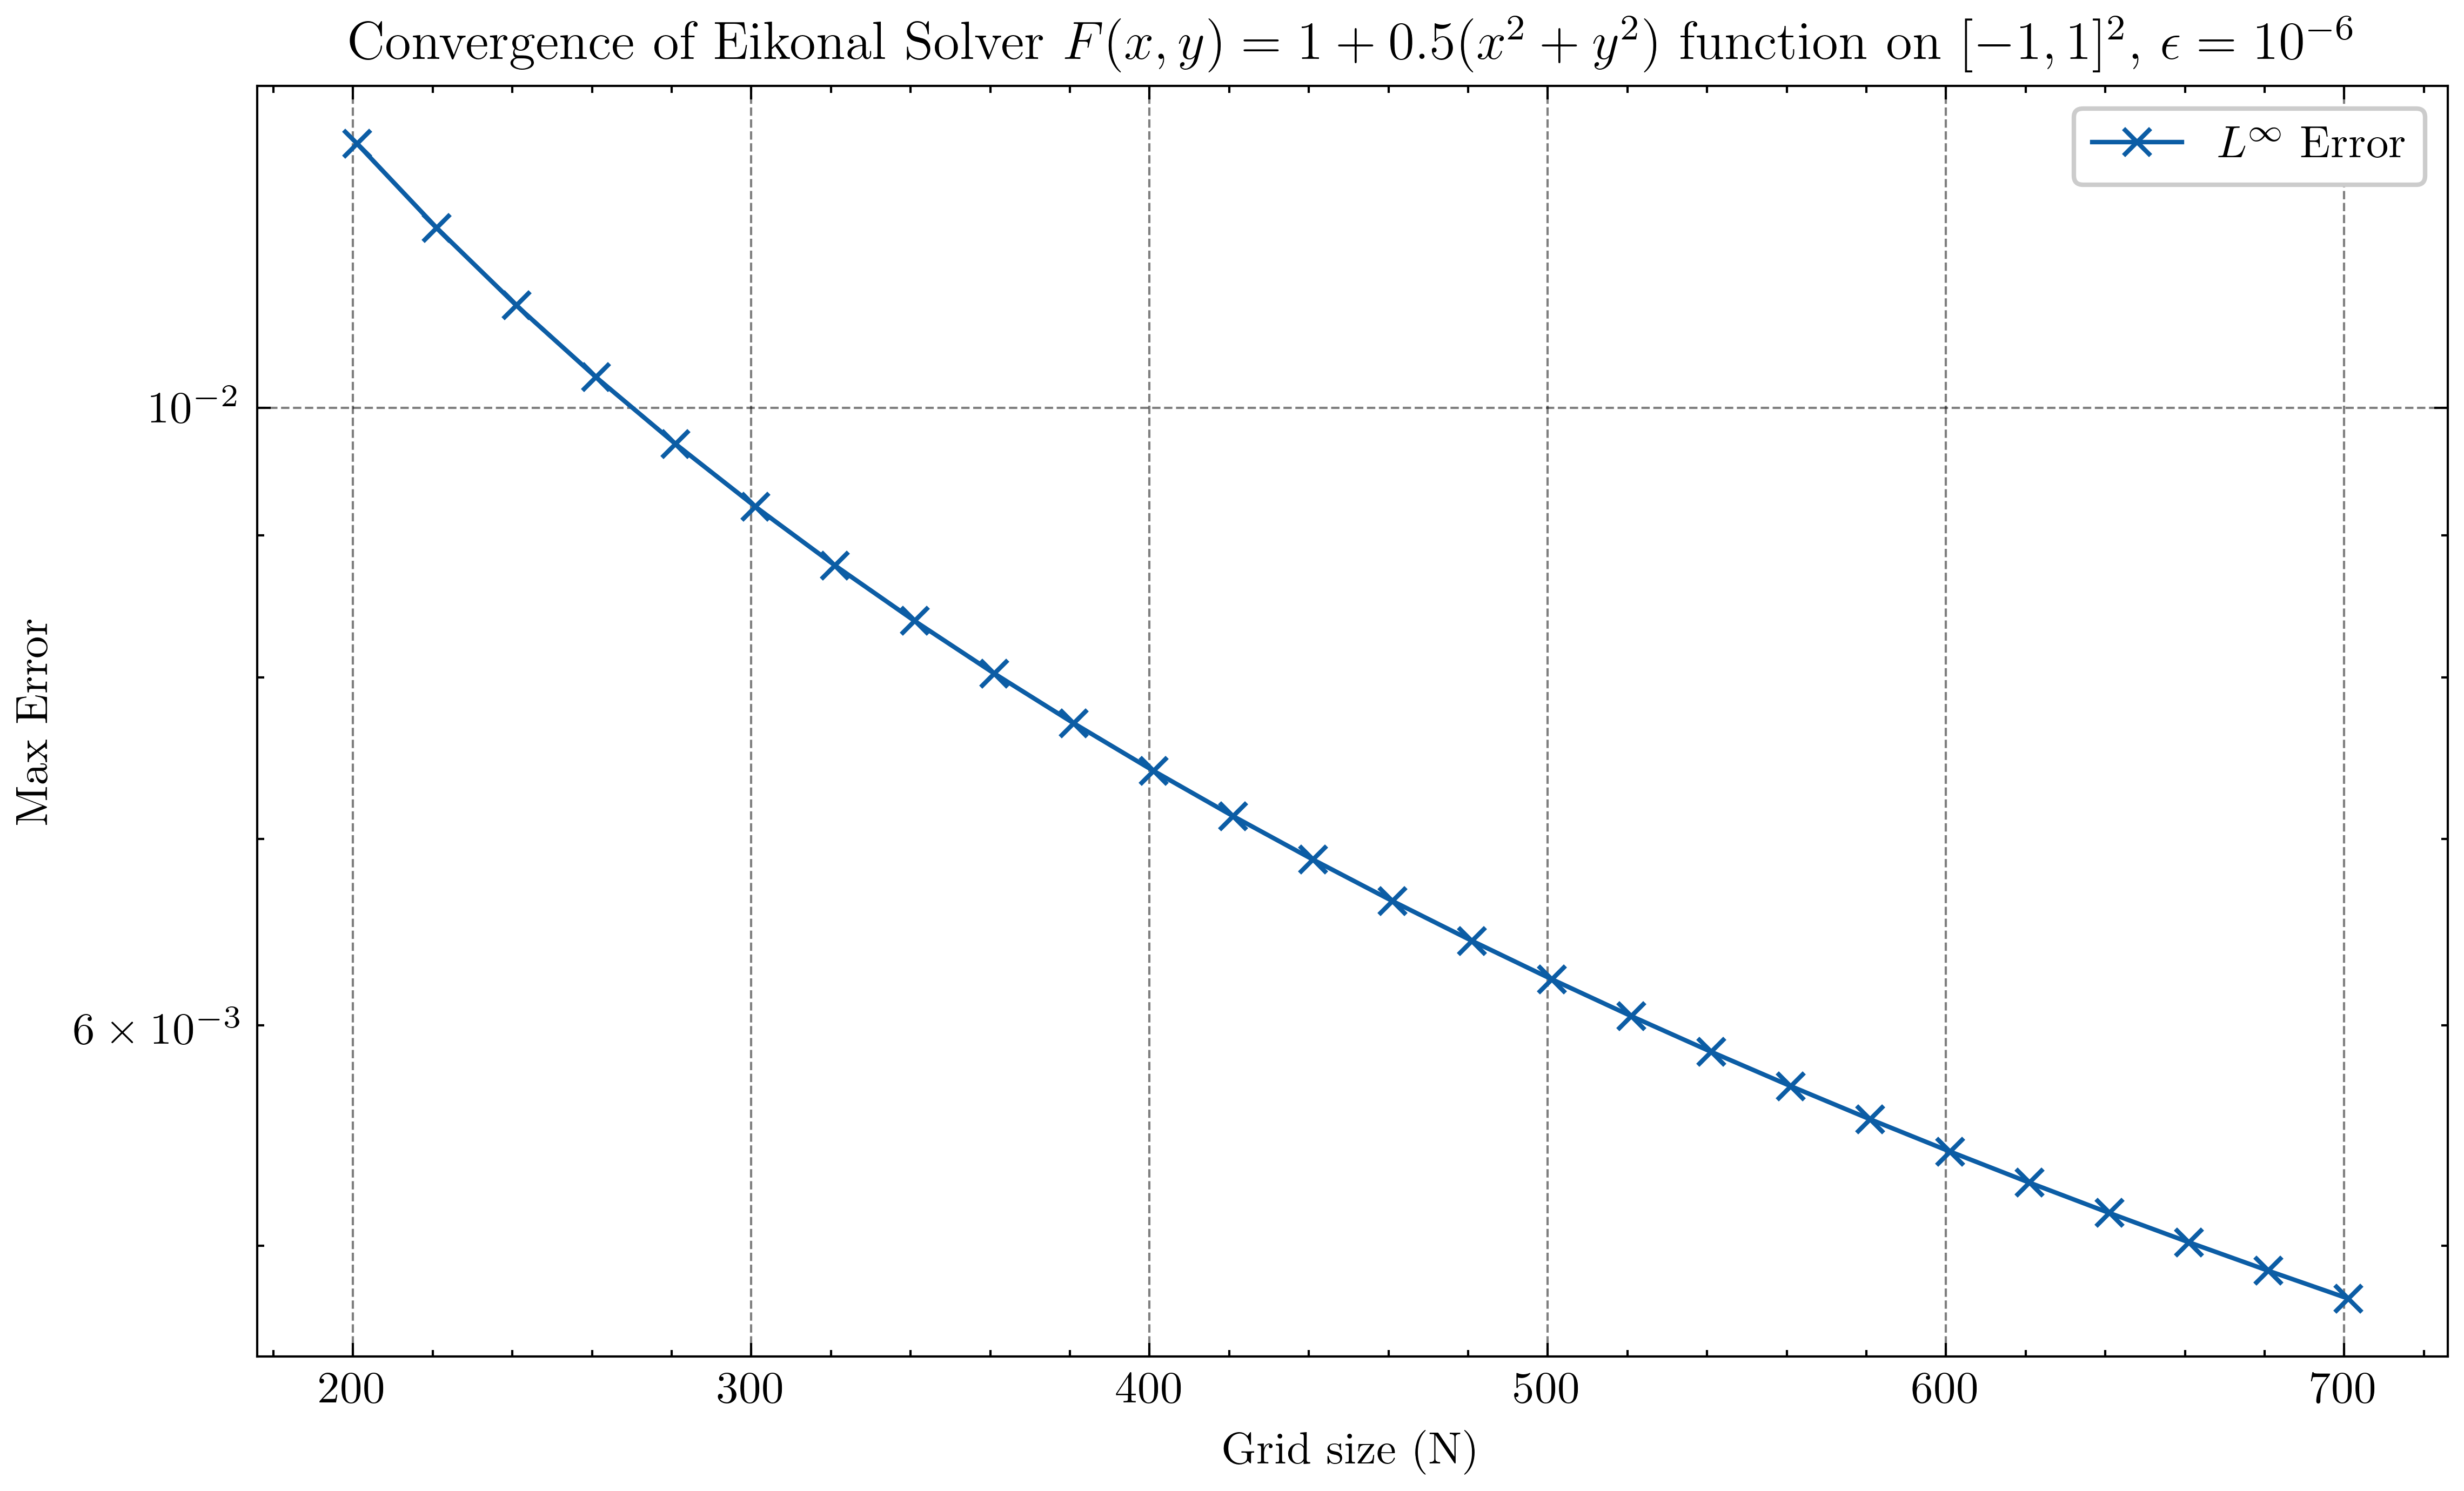 Convergence of Eikonal Solver F(x, y) = 1 + 0.5(x² + y²) function on [−1, 1]², ϵ = 10⁻⁶
L∞ Error
10⁻²
Max Error
6 × 10⁻³
200 300 400 500 600 700
Grid size (N)